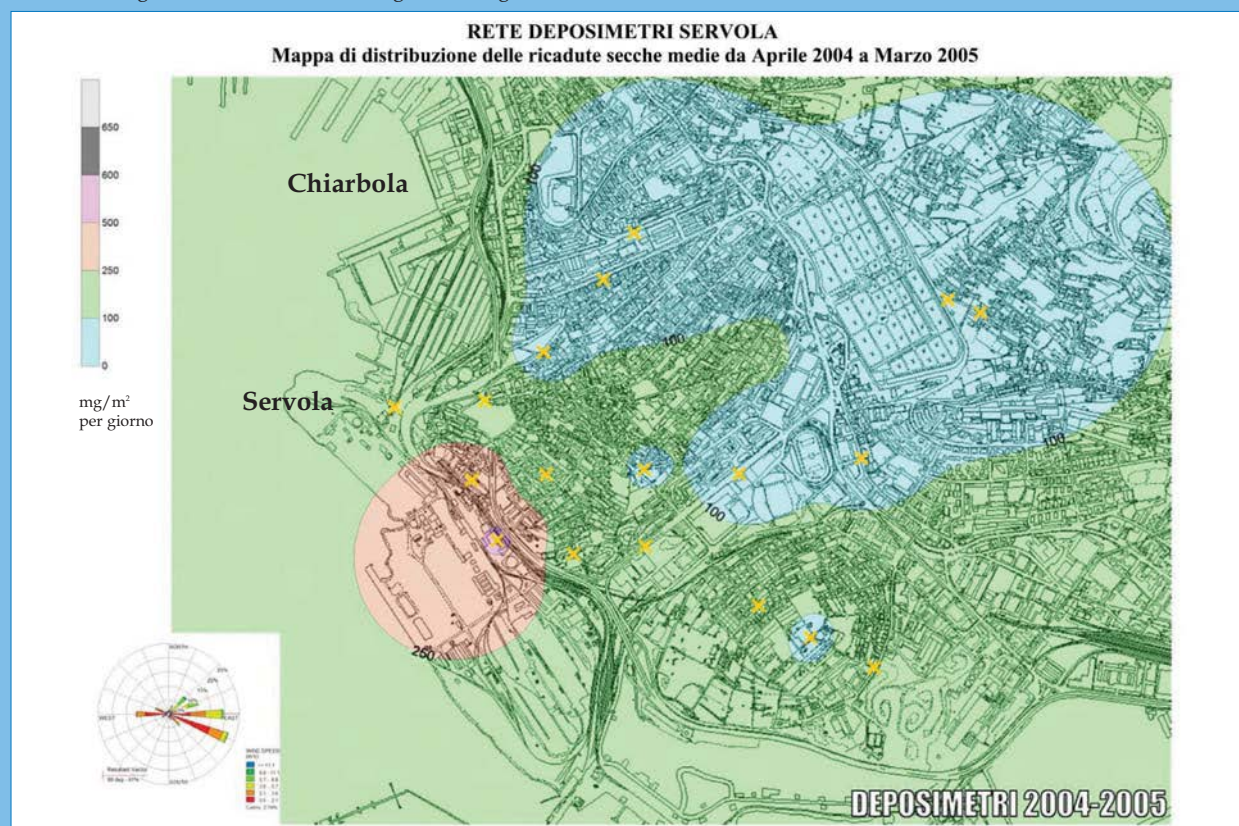 RETE DEPOSIMETRI SERVOLA
Mappa di distribuzione delle ricadute secche medie da Aprile 2004 a Marzo 2005
650
600
500
250
100
0
mg/m²
per giorno
Chiarbola
Servola
100
100
100
100
250
NORTH
WEST
EAST
SOUTH
WIND SPEED
(m/s)
DEPOSIMETRI 2004-2005